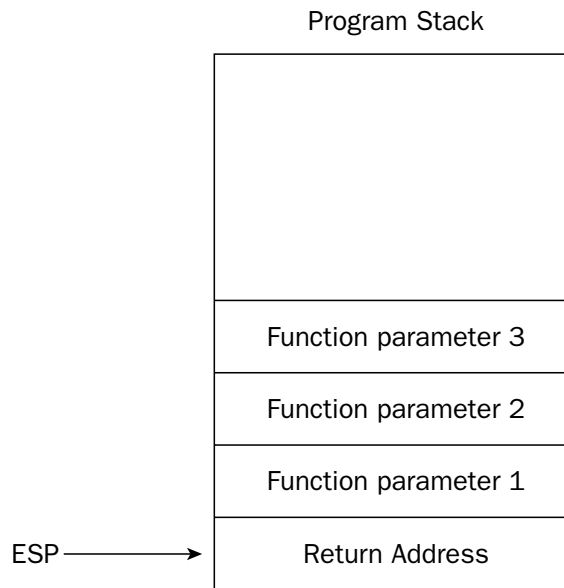 Program Stack
Function parameter 3
Function parameter 2
Function parameter 1
ESP
Return Address